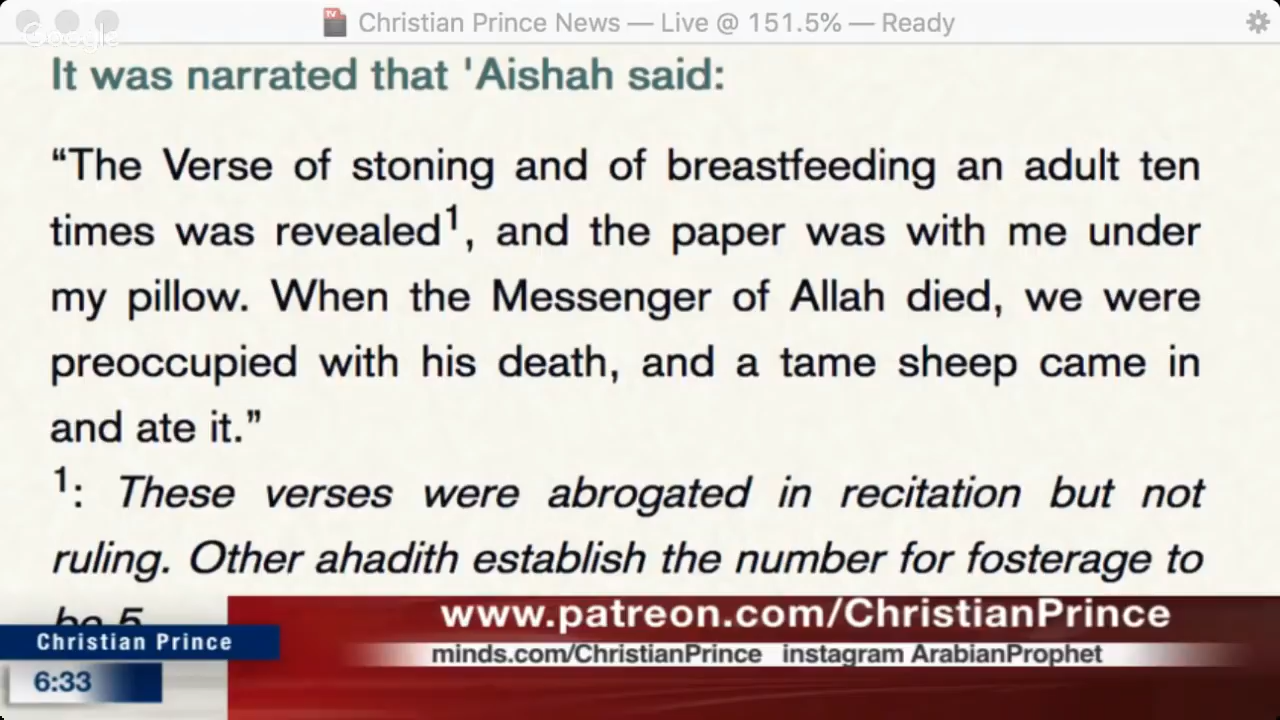 Christian Prince News — Live @ 151.5% — Ready
Google
It was narrated that 'Aishah said:
“The Verse of stoning and of breastfeeding an adult ten
times was revealed¹, and the paper was with me under
my pillow. When the Messenger of Allah died, we were
preoccupied with his death, and a tame sheep came in
and ate it.”
¹: These verses were abrogated in recitation but not
ruling. Other ahadith establish the number for fosterage to
be 5
www.patreon.com/ChristianPrince
Christian Prince
minds.com/ChristianPrince instagram ArabianProphet
6:33